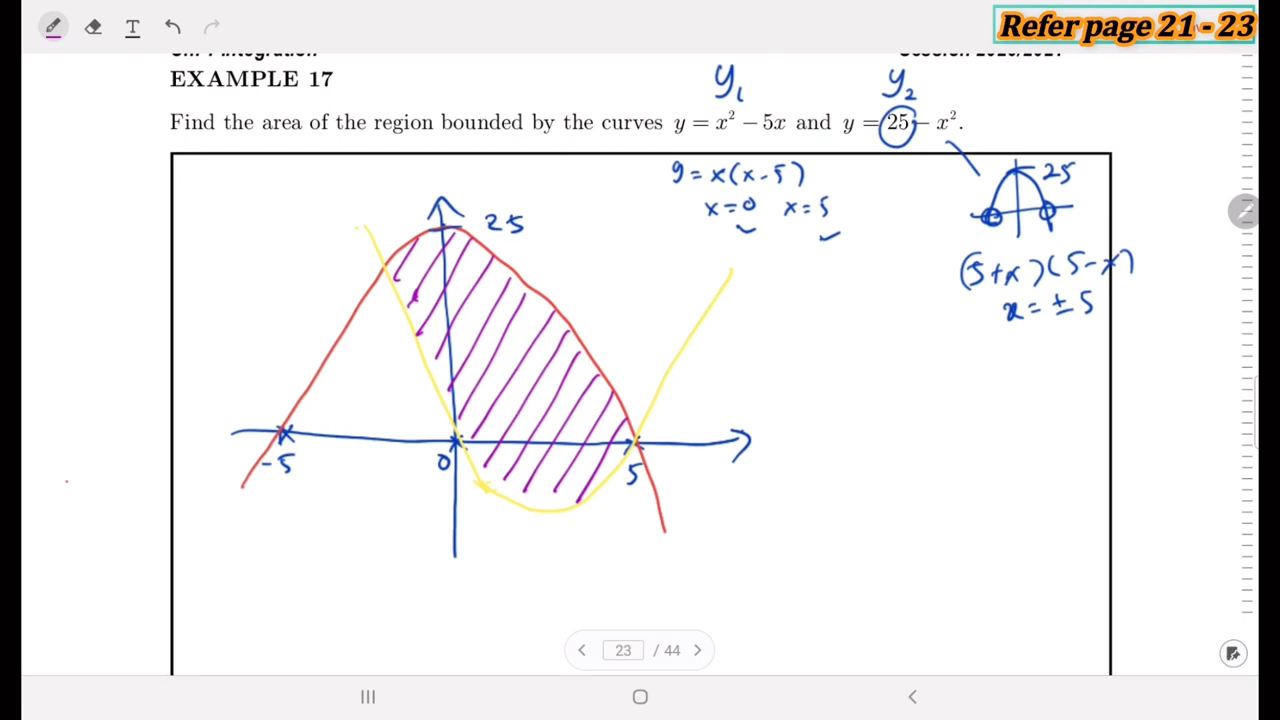 Refer page 21 - 23
EXAMPLE 17
y₁ y₂
Find the area of the region bounded by the curves y = x² − 5x and y = 25 − x².
y = x(x - 5)
x = 0 x = 5
25
(5+x)(5-x)
x = ± 5
25
-5
0
5
23 / 44